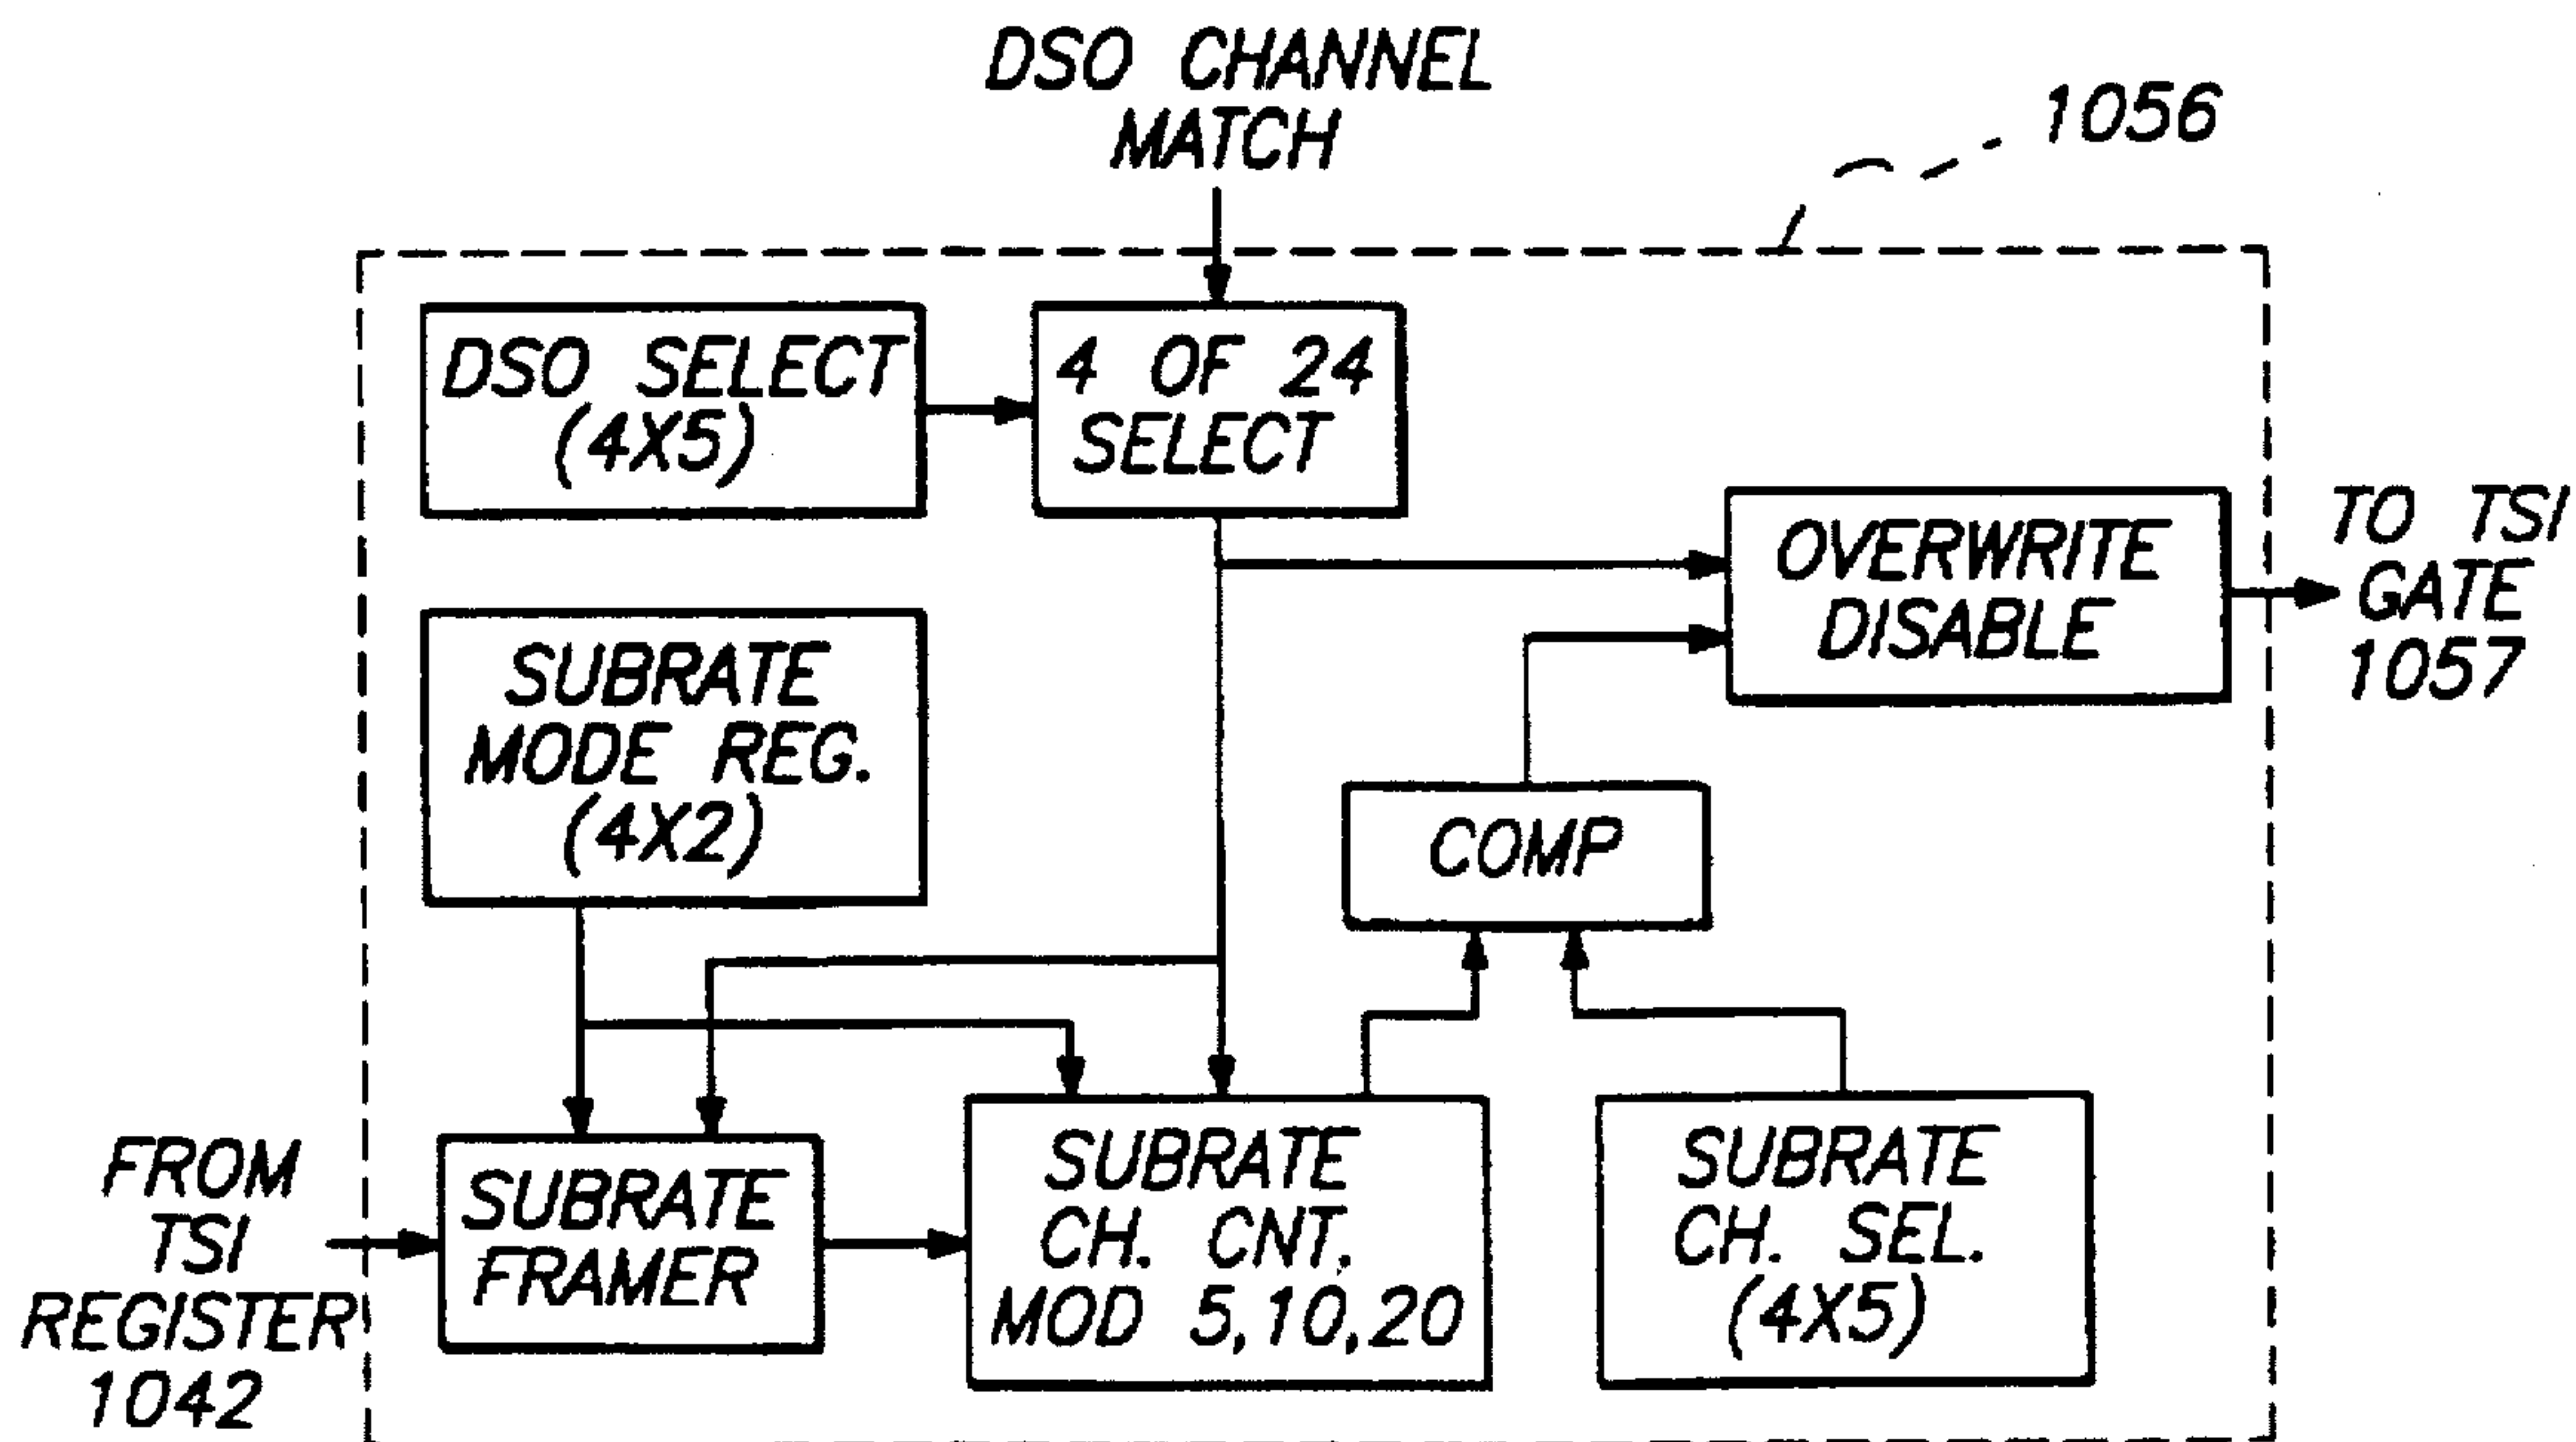 DSO CHANNEL
MATCH
1056
DSO SELECT
(4X5)
4 OF 24
SELECT
OVERWRITE
DISABLE
TO TSI
GATE
1057
SUBRATE
MODE REG.
(4X2)
COMP
FROM
TSI
REGISTER
1042
SUBRATE
FRAMER
SUBRATE
CH. CNT.
MOD 5,10,20
SUBRATE
CH. SEL.
(4X5)